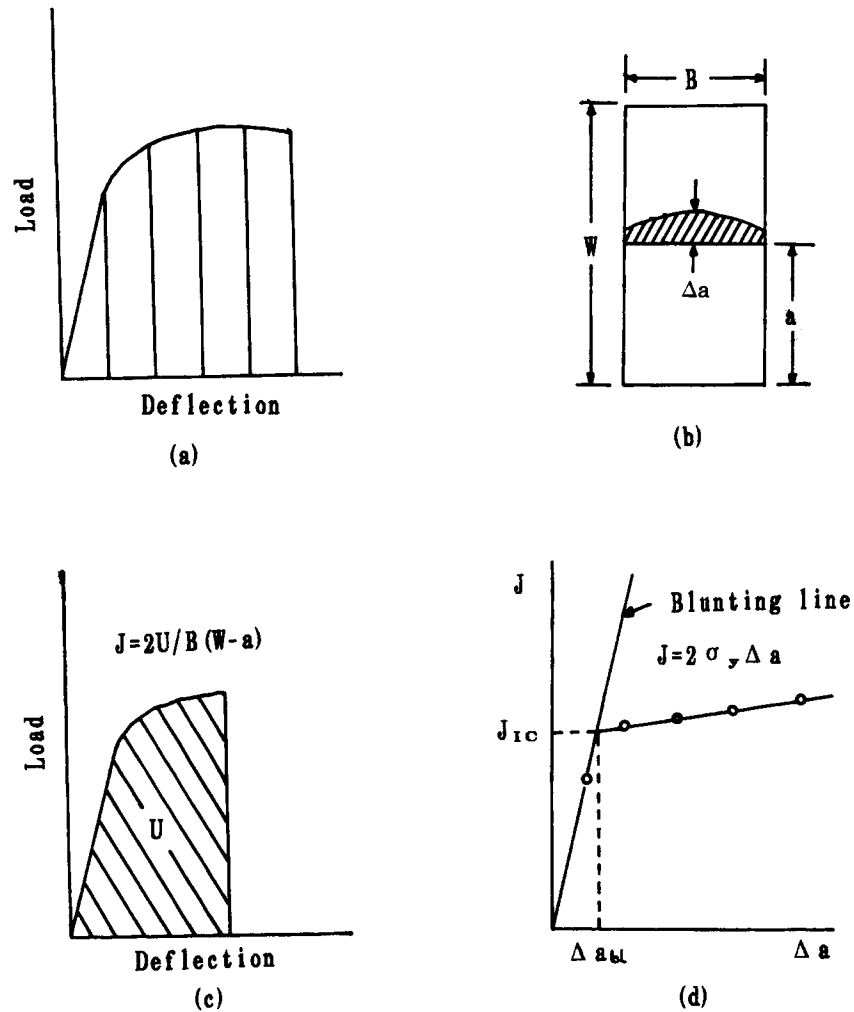 Load
Deflection
(a)
B
W
Δa
a
(b)
J=2U/B(W-a)
Load
U
Deflection
(c)
J
Blunting line
J=2σyΔa
JIC
Δabl
Δa
(d)